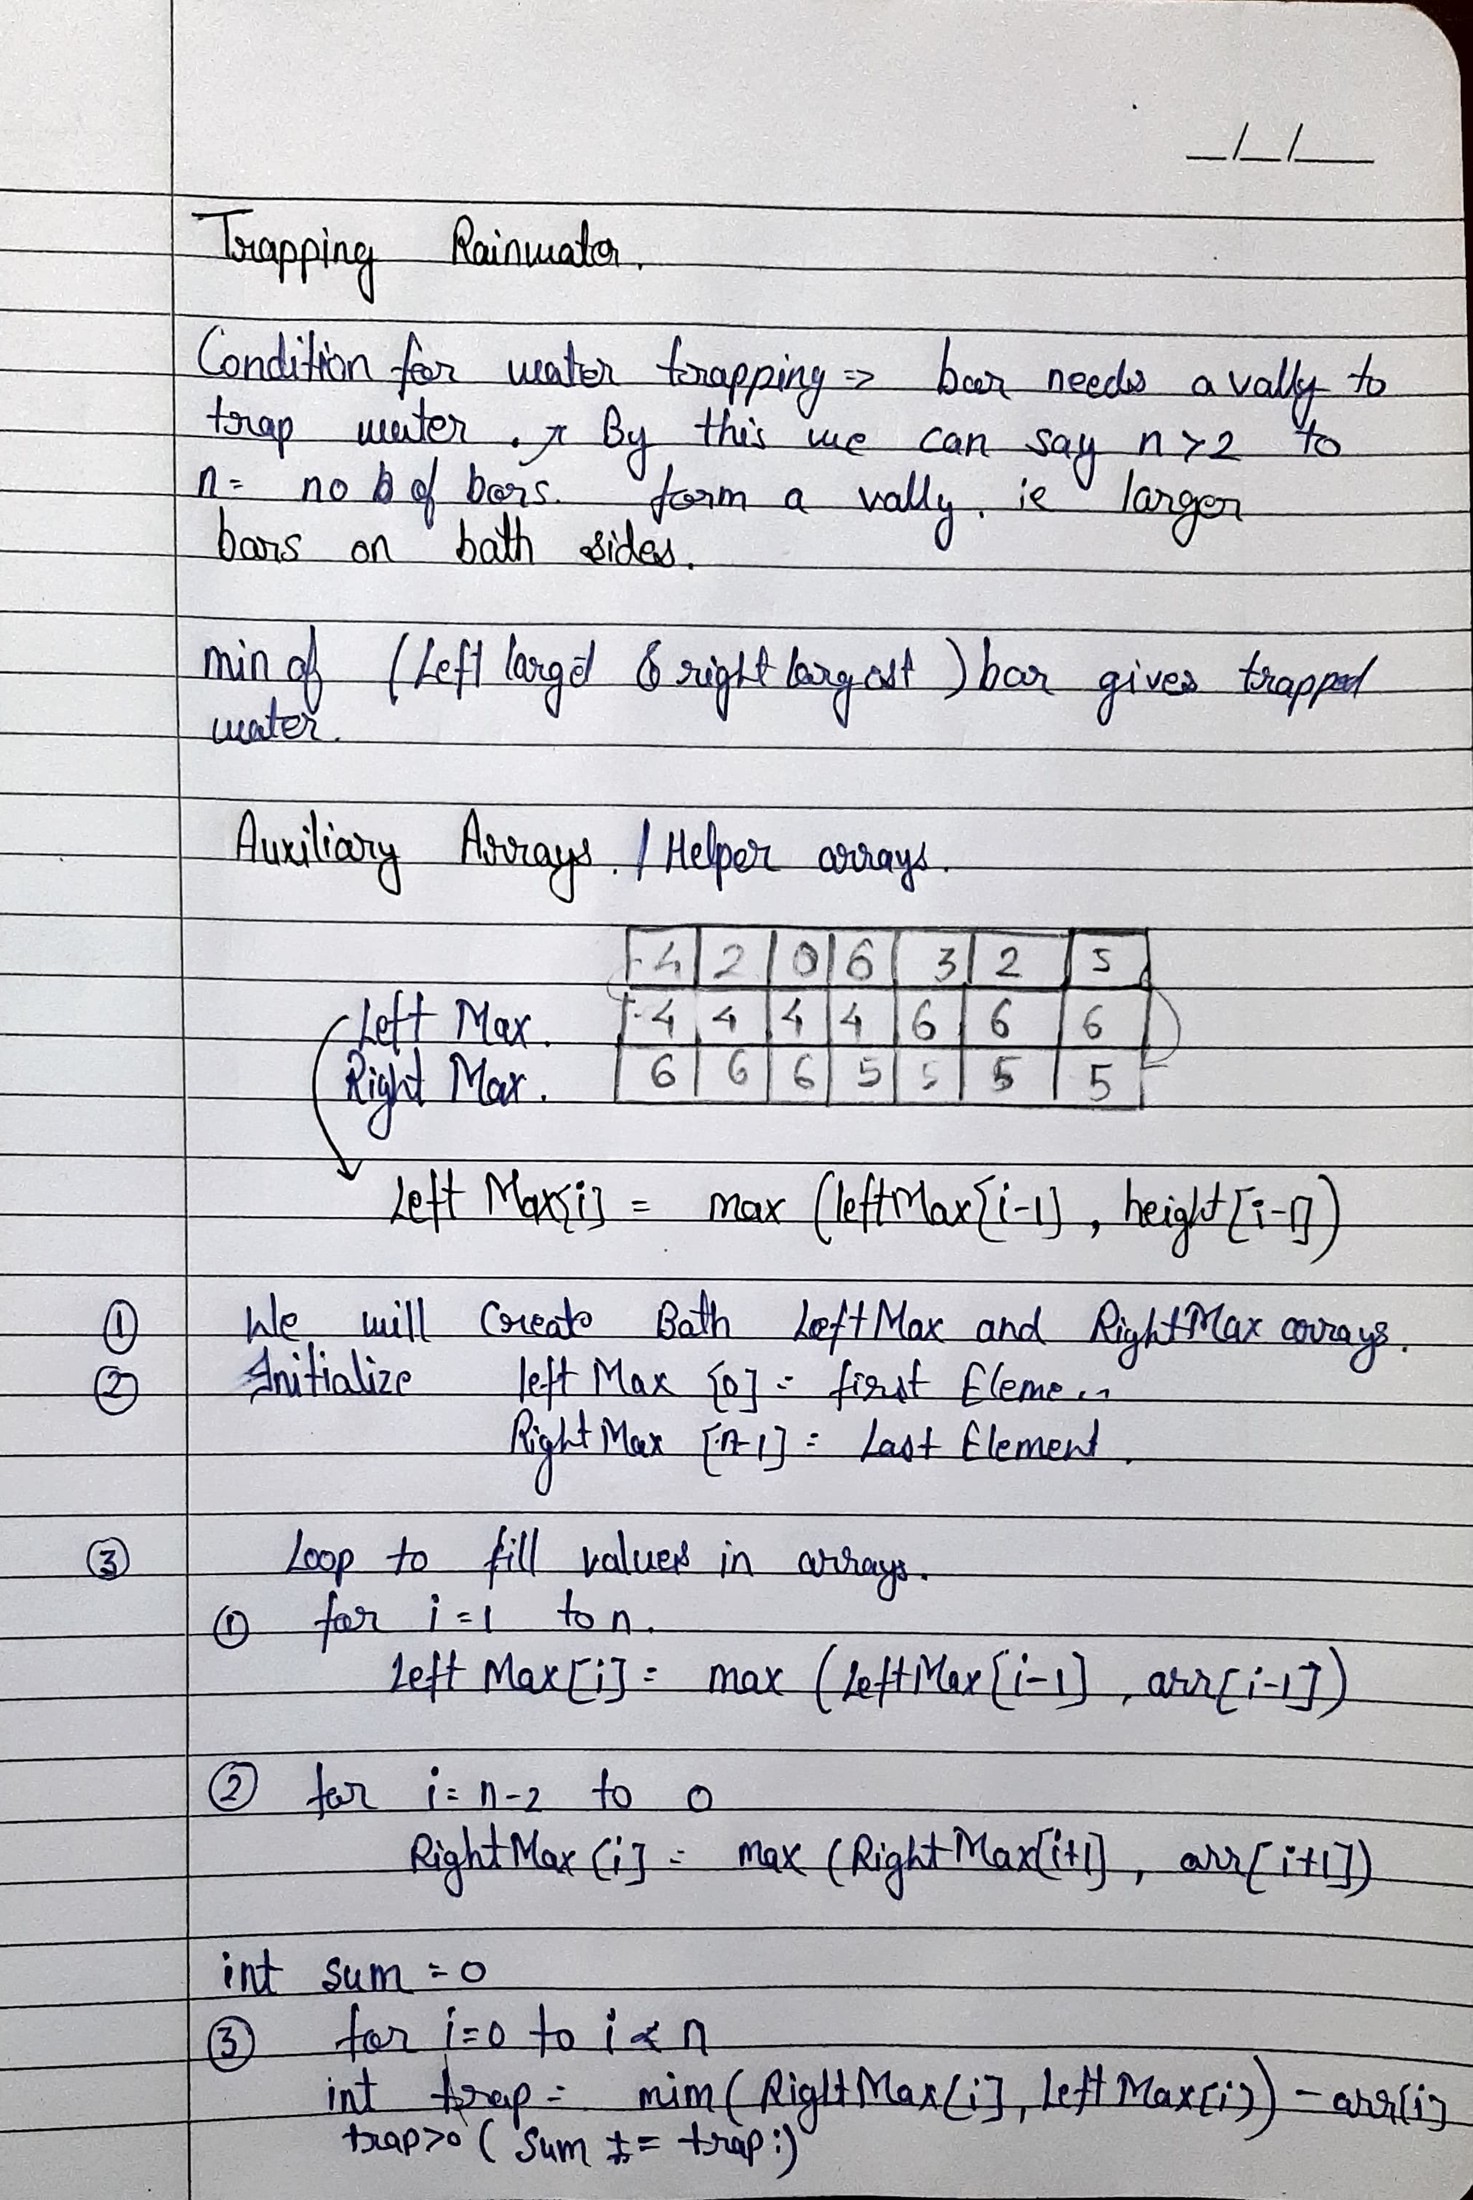 _/_/__
Trapping Rainwater.
Condition for water trapping => bar needs a vally to
trap water. By this we can say n>2 to
n= no of bars. form a vally. ie larger
bars on bath sides.
min of (Left larged & right largest) bar gives trapped
water.
Auxiliary Arrays. / Helper arrays.
4 2 0 6 3 2 5
Left Max. 4 4 4 4 6 6 6
Right Max. 6 6 6 5 5 5 5
Left Max[i] = max (leftMax[i-1], height[i-1])
① We will Create Bath LeftMax and RightMax arrays.
② Initialize left Max [0] = first Eleme
Right Max [n-1] = Last Element.
③ Loop to fill values in arrays.
① for i=1 to n.
Left Max[i] = max (LeftMax[i-1], arr[i-1])
② for i= n-2 to 0
RightMax [i] = max (RightMax[i+1], arr[i+1])
int sum = 0
③ for i=0 to i < n
int trap = mim( RightMax[i], Left Max[i]) - arr[i]
trap>0 ( Sum += trap;)